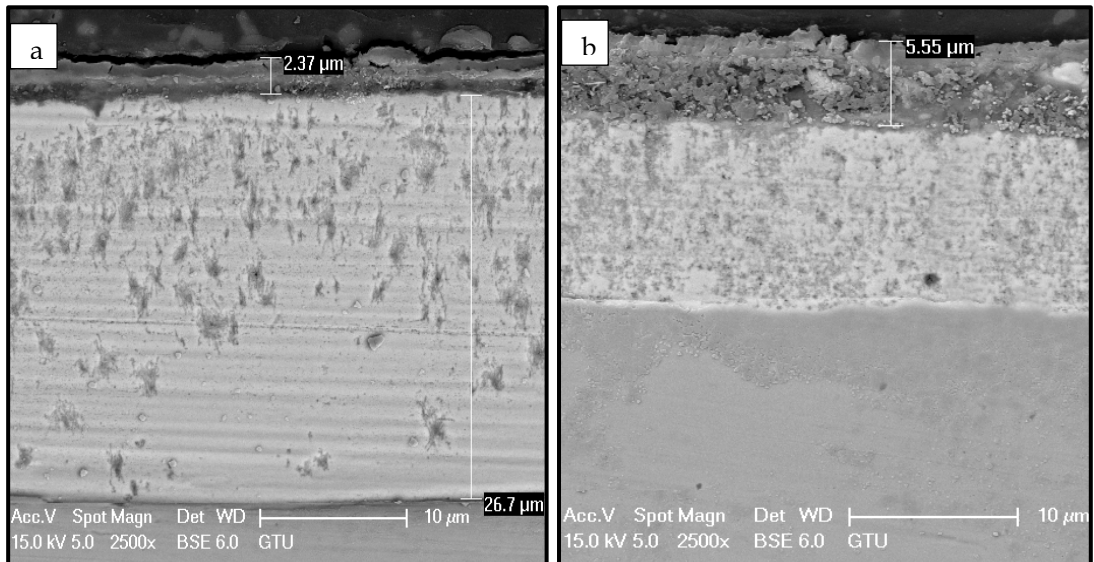 a
2.37 µm
26.7 µm
Acc.V Spot Magn Det WD 10 µm
15.0 kV 5.0 2500x BSE 6.0 GTU
b
5.55 µm
Acc.V Spot Magn Det WD 10 µm
15.0 kV 5.0 2500x BSE 6.0 GTU